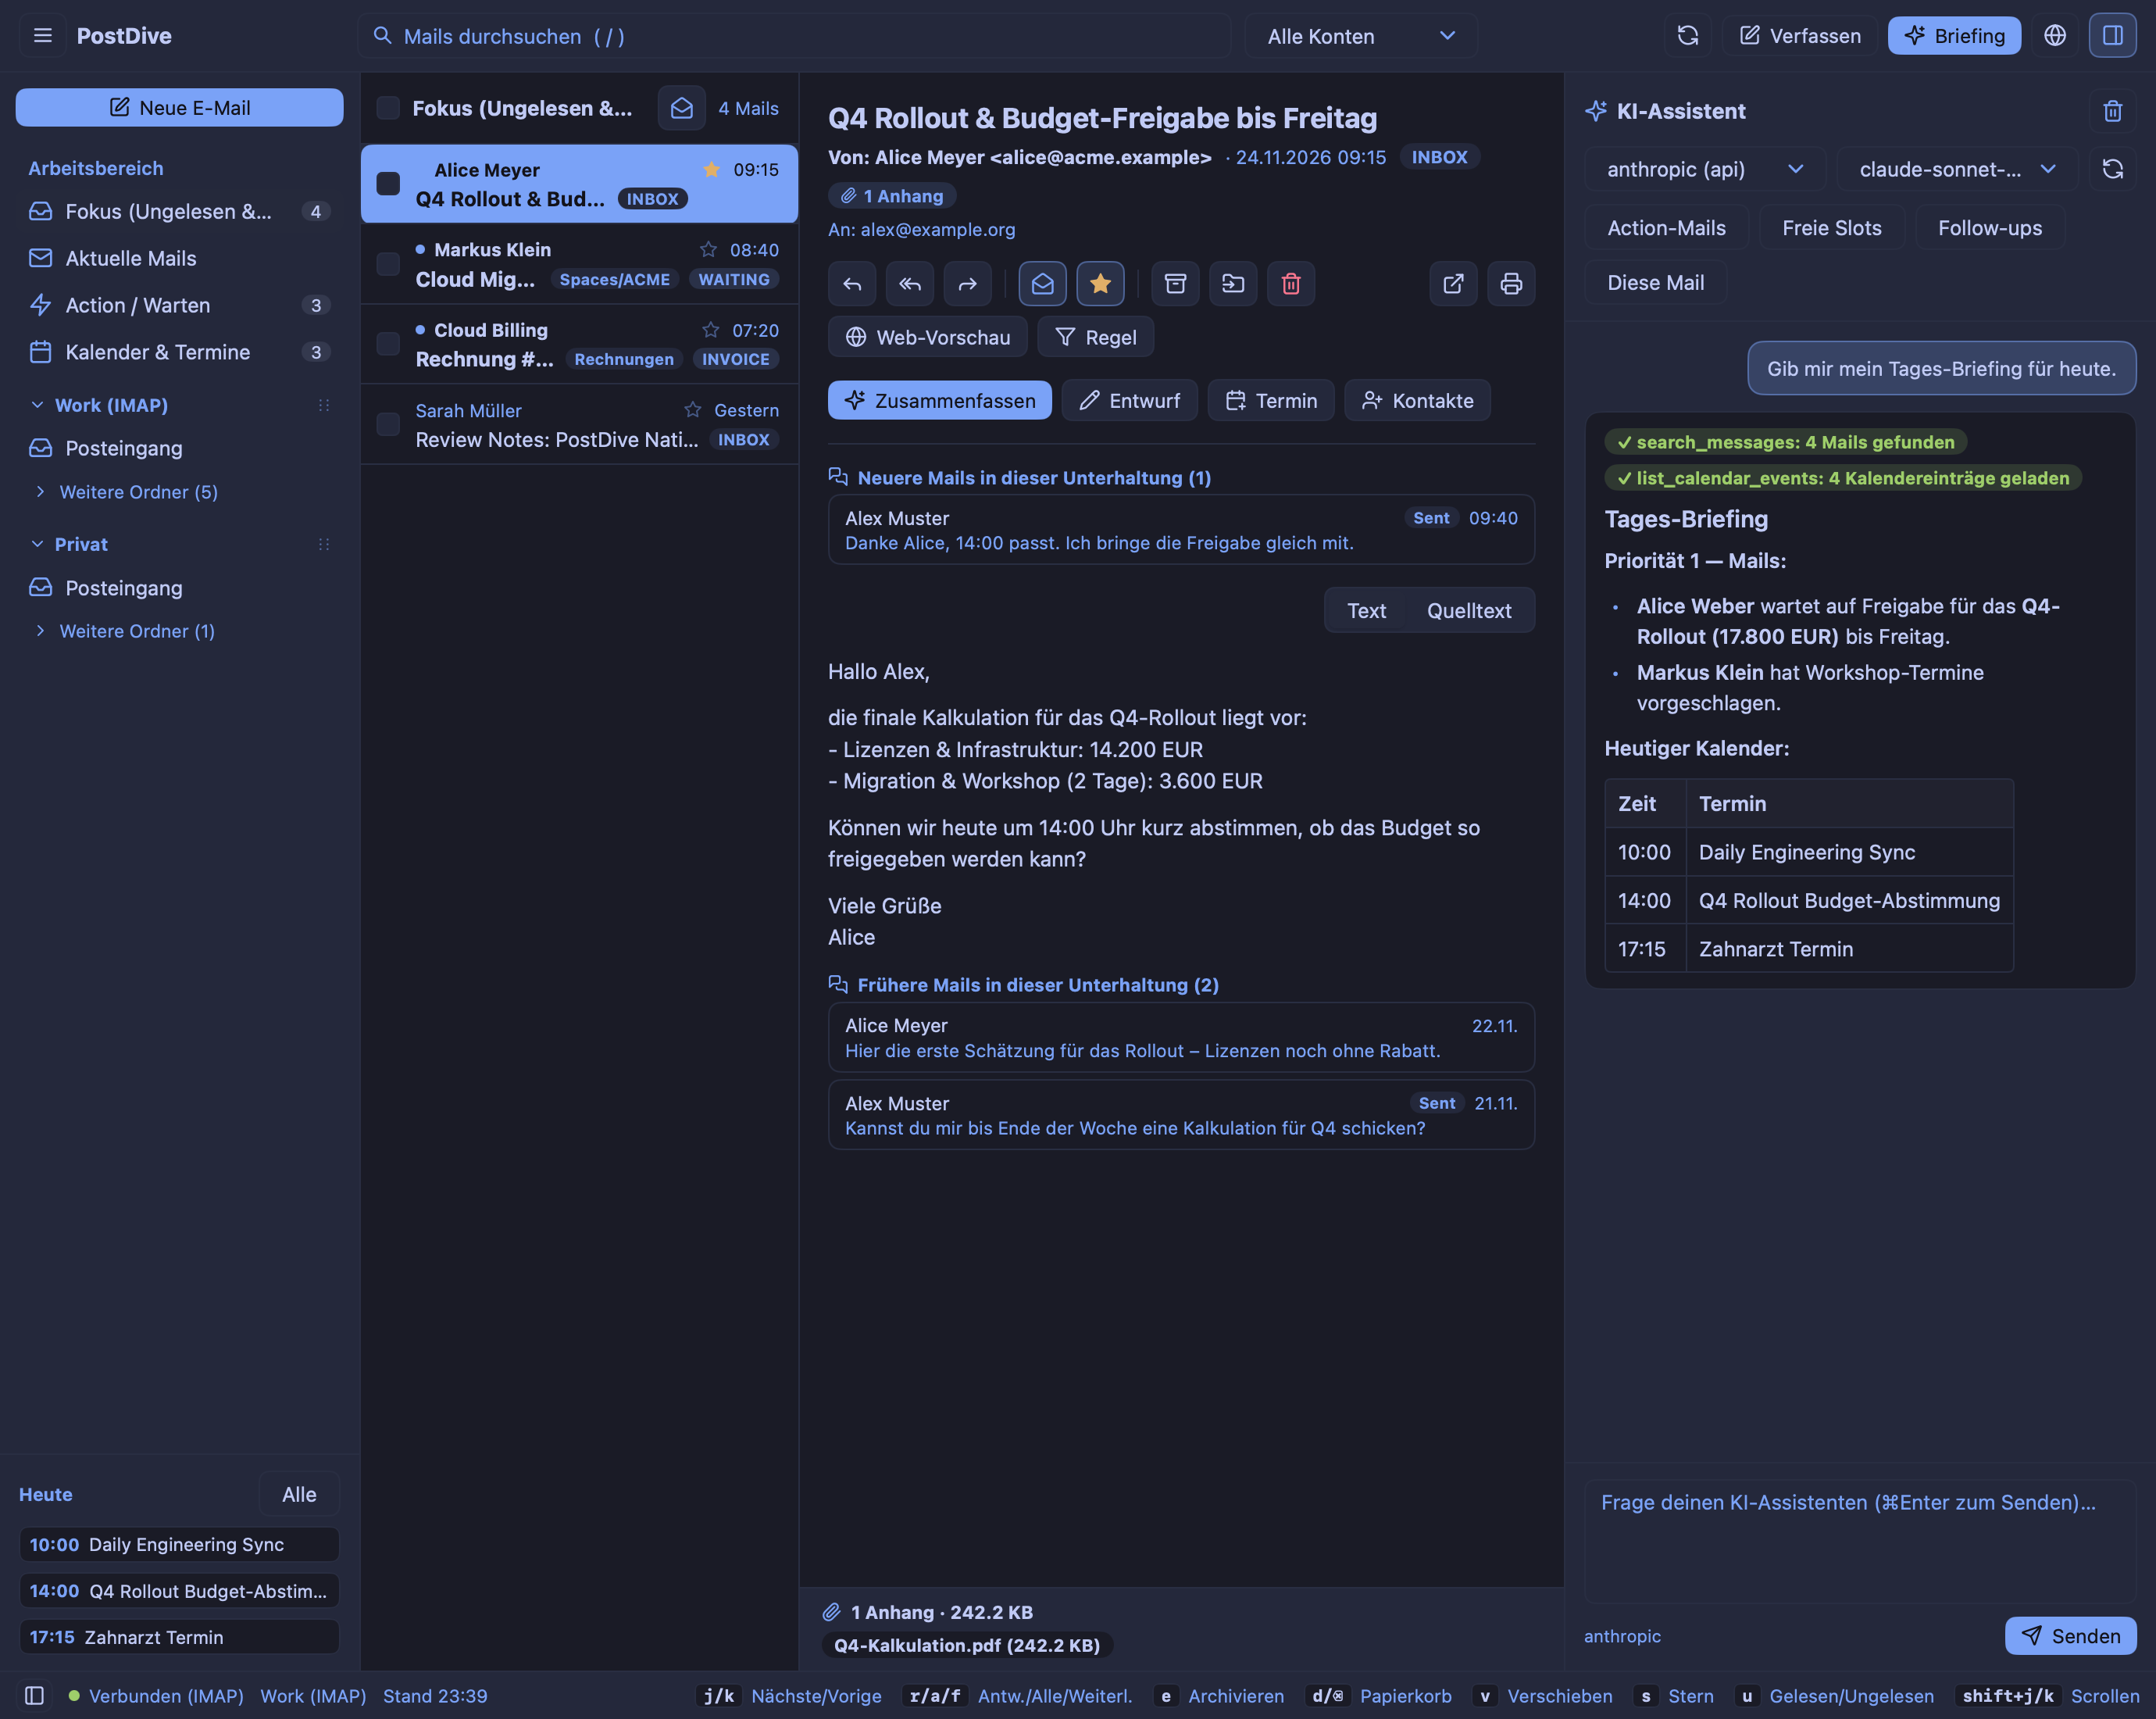 PostDive
Mails durchsuchen ( / )
Alle Konten
Verfassen
Briefing
Neue E-Mail
Arbeitsbereich
Fokus (Ungelesen &... 4
Aktuelle Mails
Action / Warten 3
Kalender & Termine 3
Work (IMAP)
Posteingang
Weitere Ordner (5)
Privat
Posteingang
Weitere Ordner (1)
Heute
Alle
10:00 Daily Engineering Sync
14:00 Q4 Rollout Budget-Abstim...
17:15 Zahnarzt Termin
Fokus (Ungelesen &... 4 Mails
Alice Meyer 09:15
Q4 Rollout & Bud... INBOX
Markus Klein 08:40
Cloud Mig... Spaces/ACME WAITING
Cloud Billing 07:20
Rechnung #... Rechnungen INVOICE
Sarah Müller Gestern
Review Notes: PostDive Nati... INBOX
Q4 Rollout & Budget-Freigabe bis Freitag
Von: Alice Meyer <alice@acme.example> · 24.11.2026 09:15 INBOX
1 Anhang
An: alex@example.org
Web-Vorschau
Regel
Zusammenfassen
Entwurf
Termin
Kontakte
Neuere Mails in dieser Unterhaltung (1)
Alex Muster Sent 09:40
Danke Alice, 14:00 passt. Ich bringe die Freigabe gleich mit.
Text
Quelltext
Hallo Alex,
die finale Kalkulation für das Q4-Rollout liegt vor:
- Lizenzen & Infrastruktur: 14.200 EUR
- Migration & Workshop (2 Tage): 3.600 EUR
Können wir heute um 14:00 Uhr kurz abstimmen, ob das Budget so
freigegeben werden kann?
Viele Grüße
Alice
Frühere Mails in dieser Unterhaltung (2)
Alice Meyer 22.11.
Hier die erste Schätzung für das Rollout – Lizenzen noch ohne Rabatt.
Alex Muster Sent 21.11.
Kannst du mir bis Ende der Woche eine Kalkulation für Q4 schicken?
1 Anhang · 242.2 KB
Q4-Kalkulation.pdf (242.2 KB)
KI-Assistent
anthropic (api)
claude-sonnet-...
Action-Mails
Freie Slots
Follow-ups
Diese Mail
Gib mir mein Tages-Briefing für heute.
✓ search_messages: 4 Mails gefunden
✓ list_calendar_events: 4 Kalendereinträge geladen
Tages-Briefing
Priorität 1 — Mails:
• Alice Weber wartet auf Freigabe für das Q4-
Rollout (17.800 EUR) bis Freitag.
• Markus Klein hat Workshop-Termine
vorgeschlagen.
Heutiger Kalender:
Zeit Termin
10:00 Daily Engineering Sync
14:00 Q4 Rollout Budget-Abstimmung
17:15 Zahnarzt Termin
Frage deinen KI-Assistenten (⌘Enter zum Senden)...
anthropic
Senden
Verbunden (IMAP) Work (IMAP) Stand 23:39
j/k Nächste/Vorige r/a/f Antw./Alle/Weiterl. e Archivieren d/⌫ Papierkorb v Verschieben s Stern u Gelesen/Ungelesen shift+j/k Scrollen